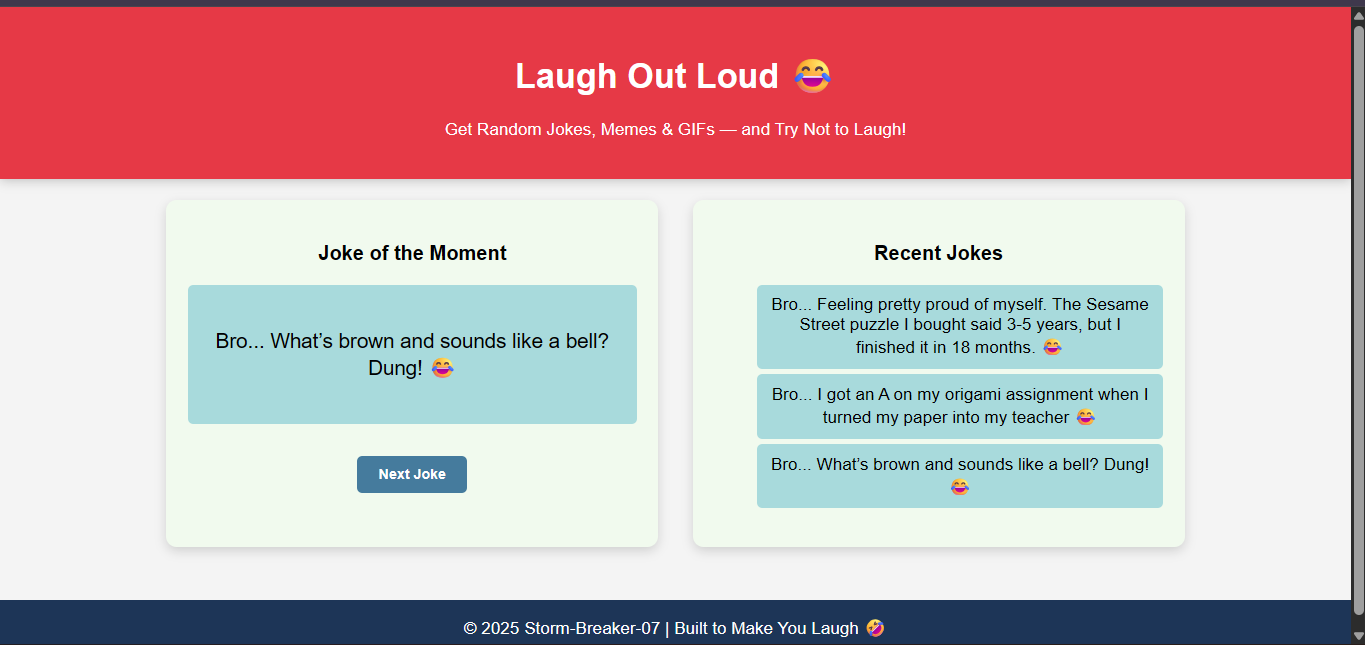 Laugh Out Loud 😂
Get Random Jokes, Memes & GIFs — and Try Not to Laugh!
Joke of the Moment
Bro... What’s brown and sounds like a bell?
Dung! 😂
Next Joke
Recent Jokes
Bro... Feeling pretty proud of myself. The Sesame
Street puzzle I bought said 3-5 years, but I
finished it in 18 months. 😂
Bro... I got an A on my origami assignment when I
turned my paper into my teacher 😂
Bro... What’s brown and sounds like a bell? Dung!
😂
© 2025 Storm-Breaker-07 | Built to Make You Laugh 🤣